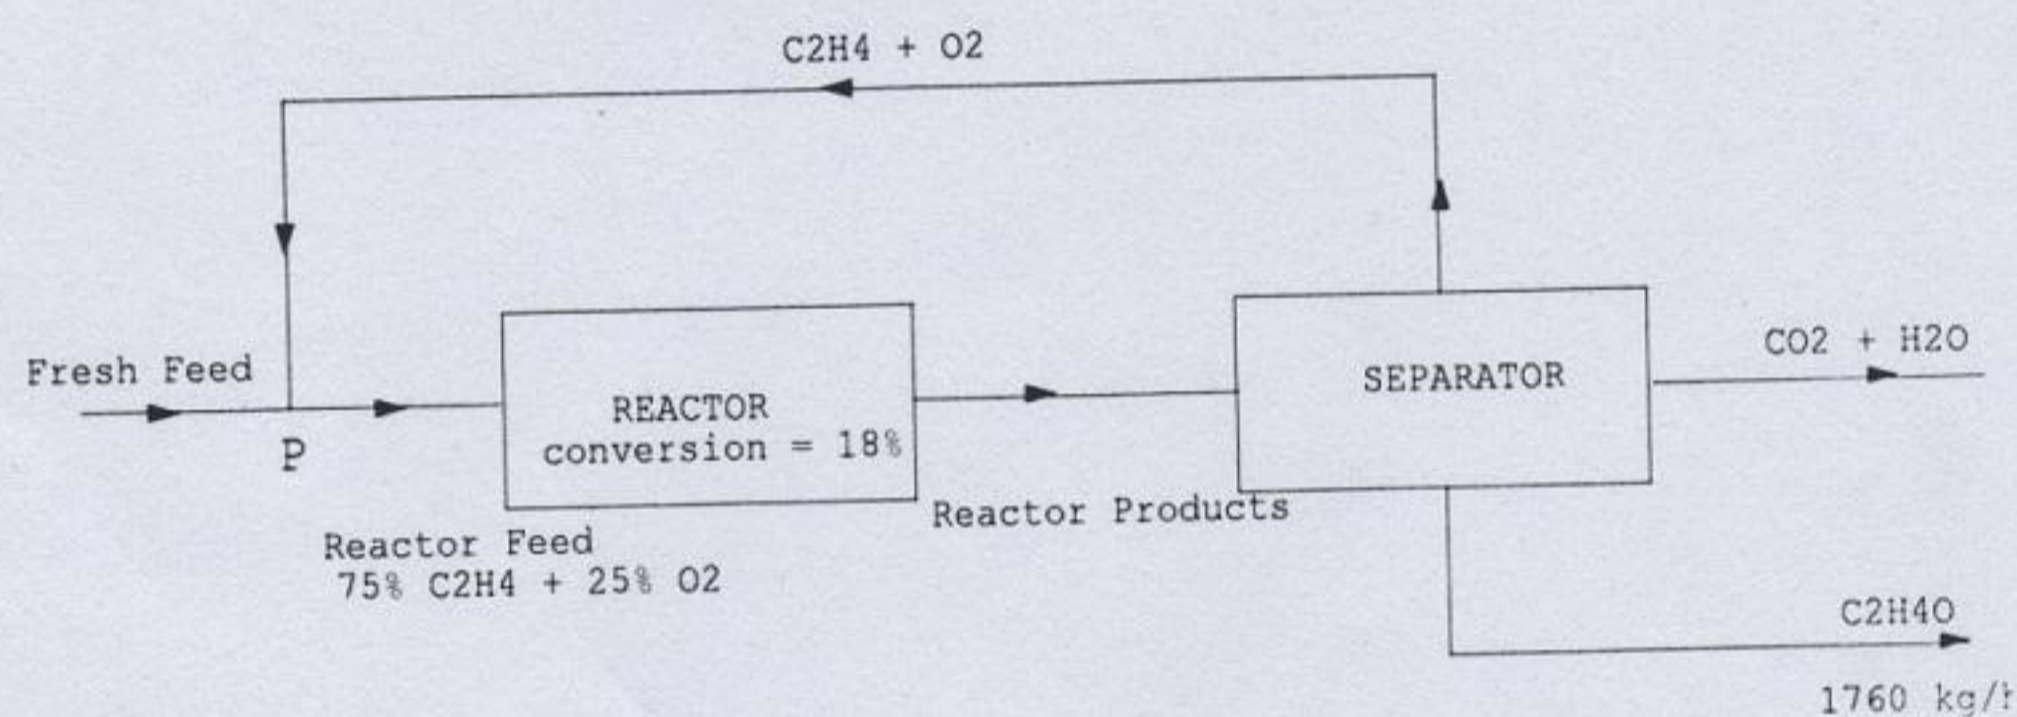 C2H4 + O2
Fresh Feed
P
REACTOR
conversion = 18%
SEPARATOR
CO2 + H2O
Reactor Products
Reactor Feed
75% C2H4 + 25% O2
C2H4O
1760